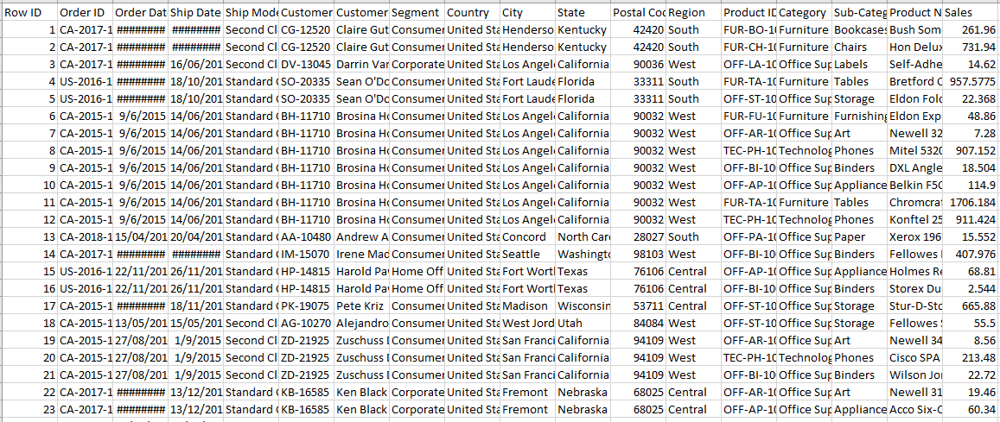 Row ID Order ID Order Dat Ship Date Ship Mode Customer Customer Segment Country City State Postal Coc Region Product ID Category Sub-Categ Product N Sales
1 CA-2017-1 ######## ######## Second Cl CG-12520 Claire Gut Consumer United Sta Henderso Kentucky 42420 South FUR-BO-10 Furniture Bookcases Bush Som 261.96
2 CA-2017-1 ######## ######## Second Cl CG-12520 Claire Gut Consumer United Sta Henderso Kentucky 42420 South FUR-CH-10 Furniture Chairs Hon Delux 731.94
3 CA-2017-1 ######## 16/06/201 Second Cl DV-13045 Darrin Van Corporate United Sta Los Angel California 90036 West OFF-LA-10 Office Sup Labels Self-Adhe 14.62
4 US-2016-1 ######## 18/10/201 Standard C SO-20335 Sean O'Do Consumer United Sta Fort Laude Florida 33311 South FUR-TA-10 Furniture Tables Bretford C 957.5775
5 US-2016-1 ######## 18/10/201 Standard C SO-20335 Sean O'Do Consumer United Sta Fort Laude Florida 33311 South OFF-ST-10 Office Sup Storage Eldon Fold 22.368
6 CA-2015-1 9/6/2015 14/06/201 Standard C BH-11710 Brosina Ho Consumer United Sta Los Angel California 90032 West FUR-FU-10 Furniture Furnishing Eldon Exp 48.86
7 CA-2015-1 9/6/2015 14/06/201 Standard C BH-11710 Brosina Ho Consumer United Sta Los Angel California 90032 West OFF-AR-10 Office Sup Art Newell 32 7.28
8 CA-2015-1 9/6/2015 14/06/201 Standard C BH-11710 Brosina Ho Consumer United Sta Los Angel California 90032 West TEC-PH-10 Technolog Phones Mitel 5320 907.152
9 CA-2015-1 9/6/2015 14/06/201 Standard C BH-11710 Brosina Ho Consumer United Sta Los Angel California 90032 West OFF-BI-10 Office Sup Binders DXL Angle 18.504
10 CA-2015-1 9/6/2015 14/06/201 Standard C BH-11710 Brosina Ho Consumer United Sta Los Angel California 90032 West OFF-AP-10 Office Sup Appliance Belkin F5C 114.9
11 CA-2015-1 9/6/2015 14/06/201 Standard C BH-11710 Brosina Ho Consumer United Sta Los Angel California 90032 West FUR-TA-10 Furniture Tables Chromcraf 1706.184
12 CA-2015-1 9/6/2015 14/06/201 Standard C BH-11710 Brosina Ho Consumer United Sta Los Angel California 90032 West TEC-PH-10 Technolog Phones Konftel 25 911.424
13 CA-2018-1 15/04/201 20/04/201 Standard C AA-10480 Andrew A Consumer United Sta Concord North Car 28027 South OFF-PA-10 Office Sup Paper Xerox 196 15.552
14 CA-2017-1 ######## ######## Standard C IM-15070 Irene Mad Consumer United Sta Seattle Washingto 98103 West OFF-BI-10 Office Sup Binders Fellowes 407.976
15 US-2016-1 22/11/201 26/11/201 Standard C HP-14815 Harold Pav Home Off United Sta Fort Wort Texas 76106 Central OFF-AP-10 Office Sup Appliance Holmes Re 68.81
16 US-2016-1 22/11/201 26/11/201 Standard C HP-14815 Harold Pav Home Off United Sta Fort Wort Texas 76106 Central OFF-BI-10 Office Sup Binders Storex Du 2.544
17 CA-2015-1 ######## 18/11/201 Standard C PK-19075 Pete Kriz Consumer United Sta Madison Wisconsin 53711 Central OFF-ST-10 Office Sup Storage Stur-D-Sto 665.88
18 CA-2015-1 13/05/201 15/05/201 Second Cl AG-10270 Alejandro Consumer United Sta West Jord Utah 84084 West OFF-ST-10 Office Sup Storage Fellowes 55.5
19 CA-2015-1 27/08/201 1/9/2015 Second Cl ZD-21925 Zuschuss Consumer United Sta San Franci California 94109 West OFF-AR-10 Office Sup Art Newell 34 8.56
20 CA-2015-1 27/08/201 1/9/2015 Second Cl ZD-21925 Zuschuss Consumer United Sta San Franci California 94109 West TEC-PH-10 Technolog Phones Cisco SPA 213.48
21 CA-2015-1 27/08/201 1/9/2015 Second Cl ZD-21925 Zuschuss Consumer United Sta San Franci California 94109 West OFF-BI-10 Office Sup Binders Wilson Jo 22.72
22 CA-2017-1 ######## 13/12/201 Standard C KB-16585 Ken Black Corporate United Sta Fremont Nebraska 68025 Central OFF-AR-10 Office Sup Art Newell 31 19.46
23 CA-2017-1 ######## 13/12/201 Standard C KB-16585 Ken Black Corporate United Sta Fremont Nebraska 68025 Central OFF-AP-10 Office Sup Appliance Acco Six-O 60.34